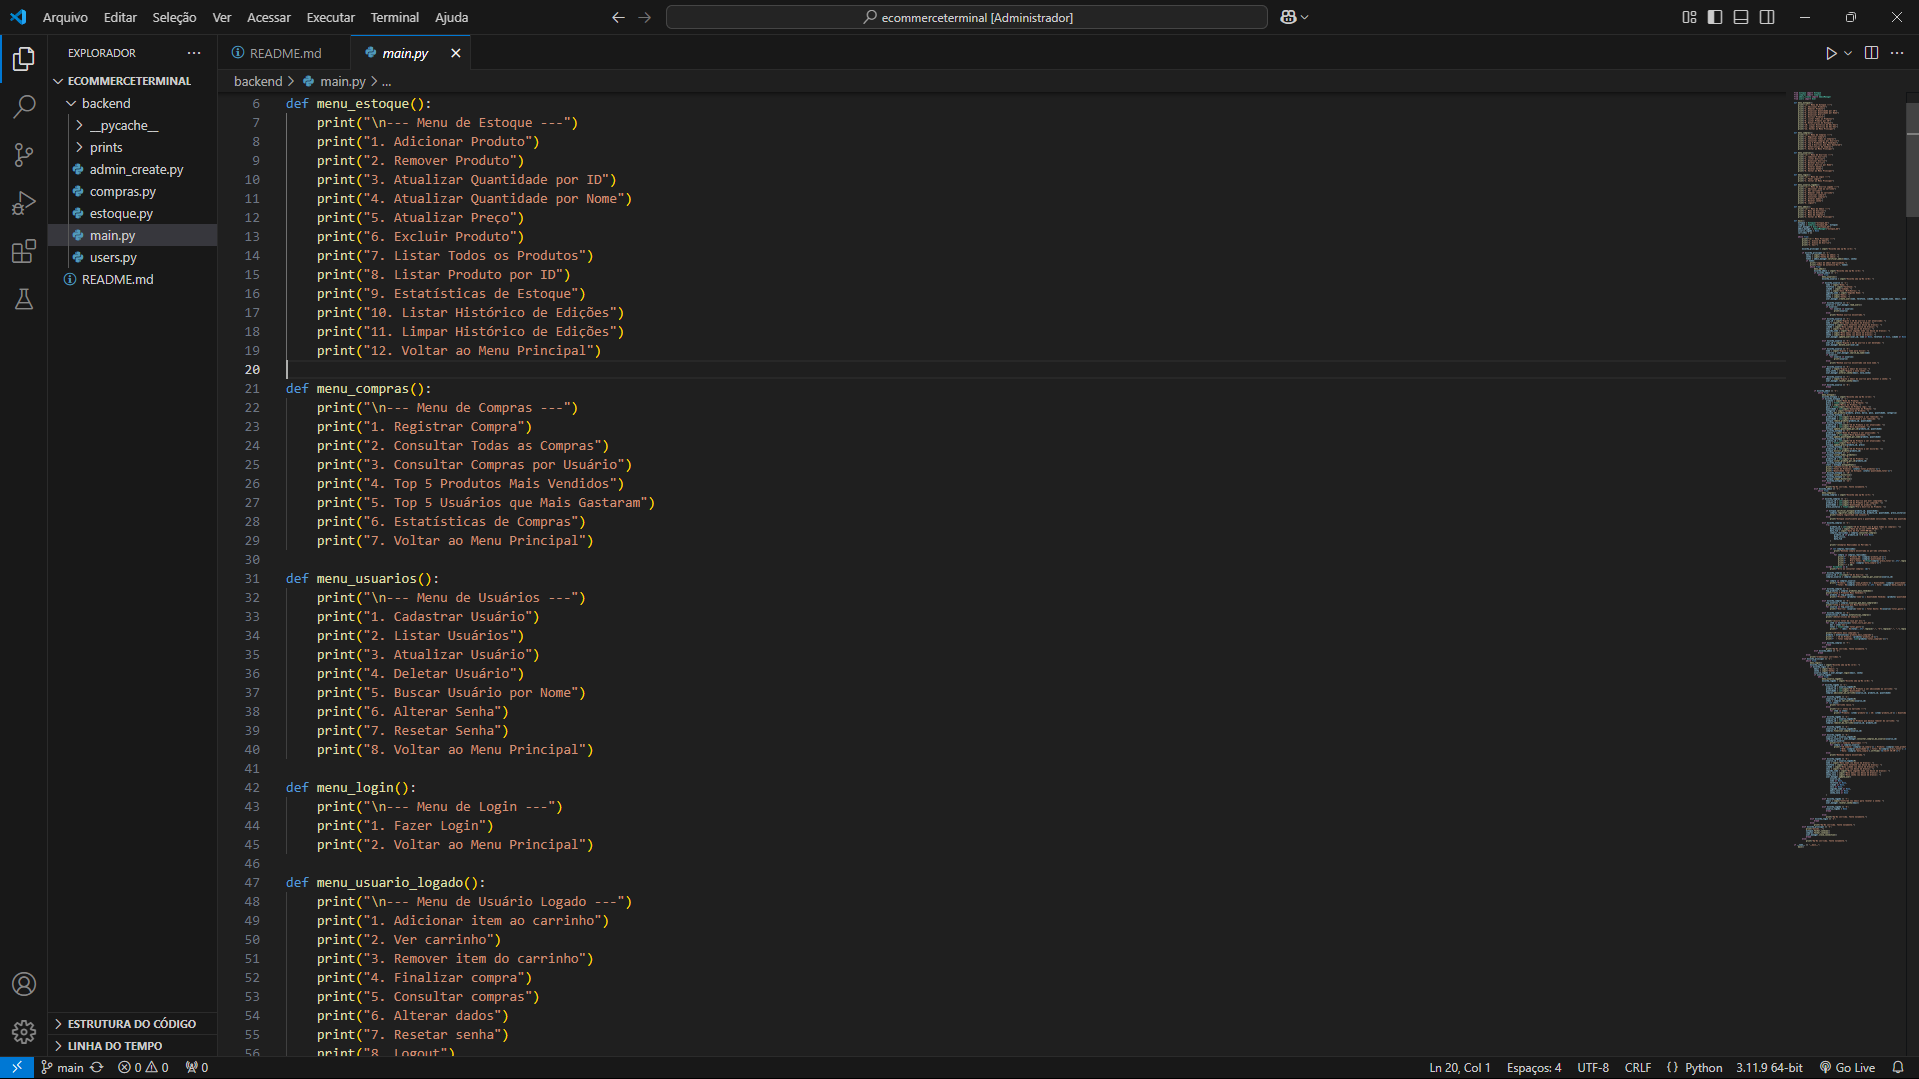 Arquivo Editar Seleção Ver Acessar Executar Terminal Ajuda
ecommerceterminal [Administrador]
EXPLORADOR
ECOMMERCETERMINAL
backend
__pycache__
prints
admin_create.py
compras.py
estoque.py
main.py
users.py
README.md
ESTRUTURA DO CÓDIGO
LINHA DO TEMPO
README.md main.py
backend > main.py > ...
6 def menu_estoque():
7 print("\n--- Menu de Estoque ---")
8 print("1. Adicionar Produto")
9 print("2. Remover Produto")
10 print("3. Atualizar Quantidade por ID")
11 print("4. Atualizar Quantidade por Nome")
12 print("5. Atualizar Preço")
13 print("6. Excluir Produto")
14 print("7. Listar Todos os Produtos")
15 print("8. Listar Produto por ID")
16 print("9. Estatísticas de Estoque")
17 print("10. Listar Histórico de Edições")
18 print("11. Limpar Histórico de Edições")
19 print("12. Voltar ao Menu Principal")
20
21 def menu_compras():
22 print("\n--- Menu de Compras ---")
23 print("1. Registrar Compra")
24 print("2. Consultar Todas as Compras")
25 print("3. Consultar Compras por Usuário")
26 print("4. Top 5 Produtos Mais Vendidos")
27 print("5. Top 5 Usuários que Mais Gastaram")
28 print("6. Estatísticas de Compras")
29 print("7. Voltar ao Menu Principal")
30
31 def menu_usuarios():
32 print("\n--- Menu de Usuários ---")
33 print("1. Cadastrar Usuário")
34 print("2. Listar Usuários")
35 print("3. Atualizar Usuário")
36 print("4. Deletar Usuário")
37 print("5. Buscar Usuário por Nome")
38 print("6. Alterar Senha")
39 print("7. Resetar Senha")
40 print("8. Voltar ao Menu Principal")
41
42 def menu_login():
43 print("\n--- Menu de Login ---")
44 print("1. Fazer Login")
45 print("2. Voltar ao Menu Principal")
46
47 def menu_usuario_logado():
48 print("\n--- Menu de Usuário Logado ---")
49 print("1. Adicionar item ao carrinho")
50 print("2. Ver carrinho")
51 print("3. Remover item do carrinho")
52 print("4. Finalizar compra")
53 print("5. Consultar compras")
54 print("6. Alterar dados")
55 print("7. Resetar senha")
56 print("8. Logout")
main 0 0 0 Ln 20, Col 1 Espaços: 4 UTF-8 CRLF {} Python 3.11.9 64-bit Go Live